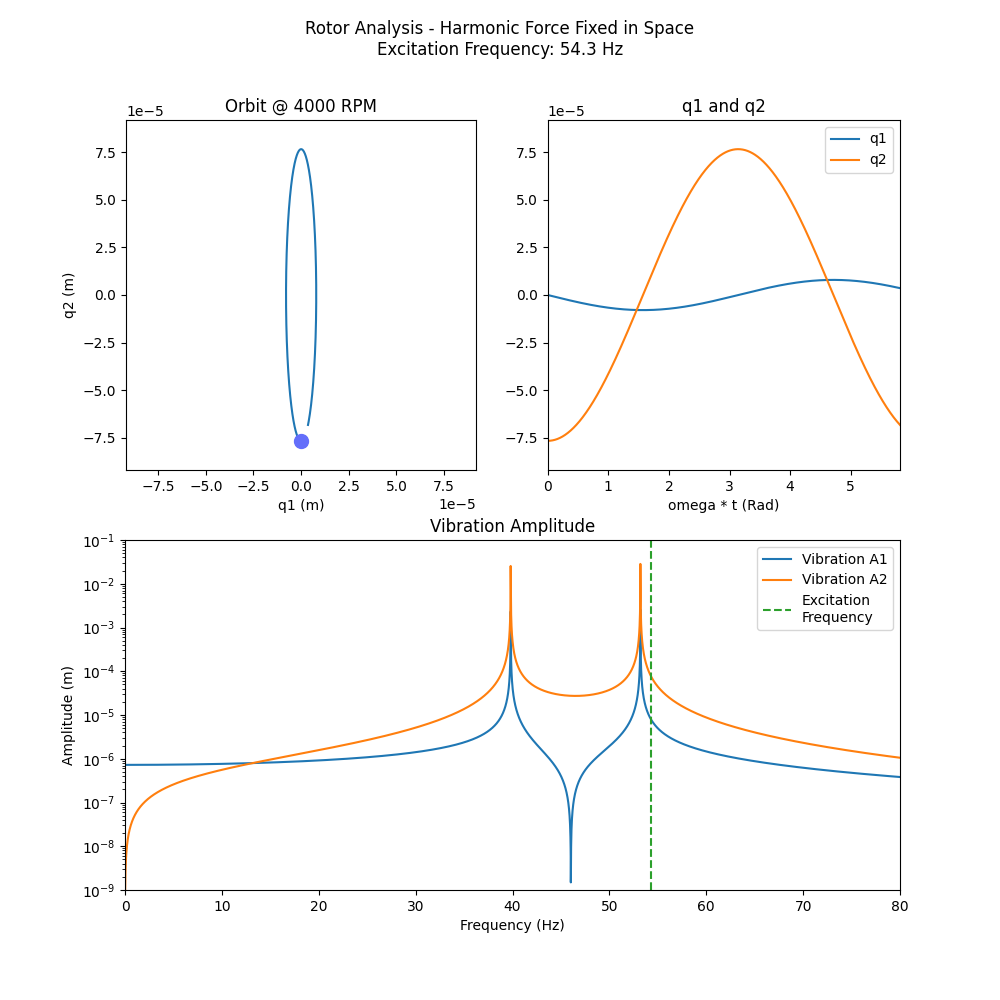 Rotor Analysis - Harmonic Force Fixed in Space
Excitation Frequency: 54.3 Hz
1e−5
Orbit @ 4000 RPM
7.5
5.0
2.5
0.0
−2.5
−5.0
−7.5
q2 (m)
−7.5 −5.0 −2.5 0.0 2.5 5.0 7.5
q1 (m)
1e−5
1e−5
q1 and q2
q1
q2
7.5
5.0
2.5
0.0
−2.5
−5.0
−7.5
0 1 2 3 4 5
omega * t (Rad)
Vibration Amplitude
Vibration A1
Vibration A2
Excitation
Frequency
10⁻¹
10⁻²
10⁻³
10⁻⁴
10⁻⁵
10⁻⁶
10⁻⁷
10⁻⁸
10⁻⁹
Amplitude (m)
0 10 20 30 40 50 60 70 80
Frequency (Hz)